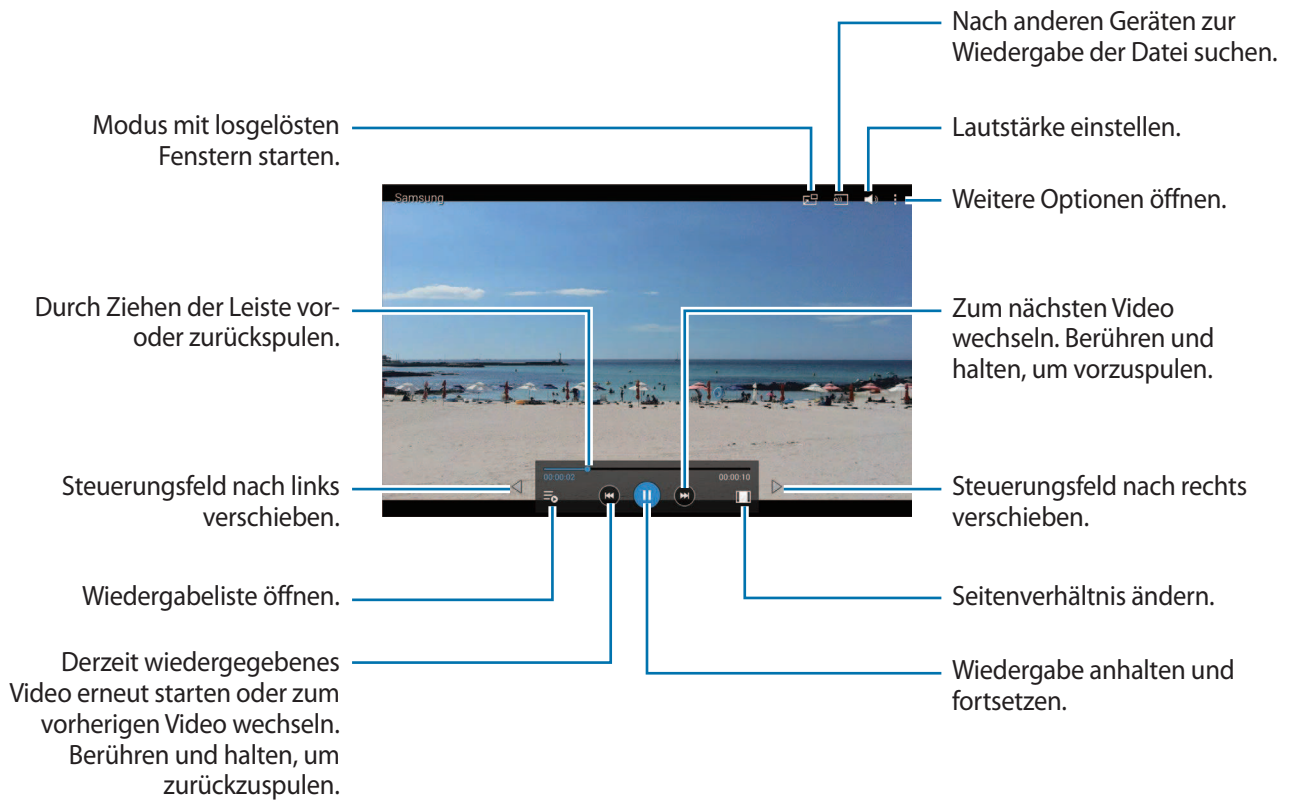 Nach anderen Geräten zur
Wiedergabe der Datei suchen.
Modus mit losgelösten
Fenstern starten.
Lautstärke einstellen.
Samsung
Weitere Optionen öffnen.
Durch Ziehen der Leiste vor-
oder zurückspulen.
Zum nächsten Video
wechseln. Berühren und
halten, um vorzuspulen.
00:00:02
00:00:10
Steuerungsfeld nach links
verschieben.
Steuerungsfeld nach rechts
verschieben.
Wiedergabeliste öffnen.
Seitenverhältnis ändern.
Derzeit wiedergegebenes
Video erneut starten oder zum
vorherigen Video wechseln.
Berühren und halten, um
zurückzuspulen.
Wiedergabe anhalten und
fortsetzen.